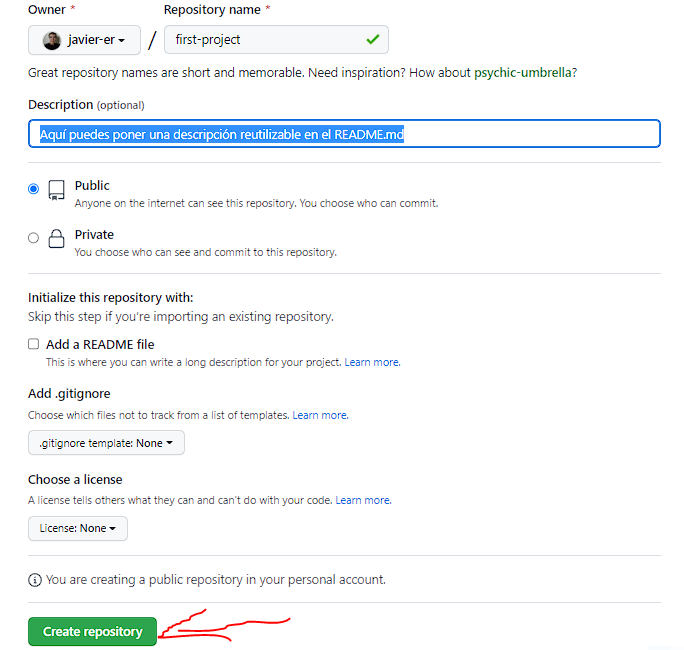 Owner * Repository name *
javier-er / first-project
Great repository names are short and memorable. Need inspiration? How about psychic-umbrella?
Description (optional)
Aquí puedes poner una descripción reutilizable en el README.md
Public
Anyone on the internet can see this repository. You choose who can commit.
Private
You choose who can see and commit to this repository.
Initialize this repository with:
Skip this step if you're importing an existing repository.
Add a README file
This is where you can write a long description for your project. Learn more.
Add .gitignore
Choose which files not to track from a list of templates. Learn more.
.gitignore template: None
Choose a license
A license tells others what they can and can't do with your code. Learn more.
License: None
You are creating a public repository in your personal account.
Create repository